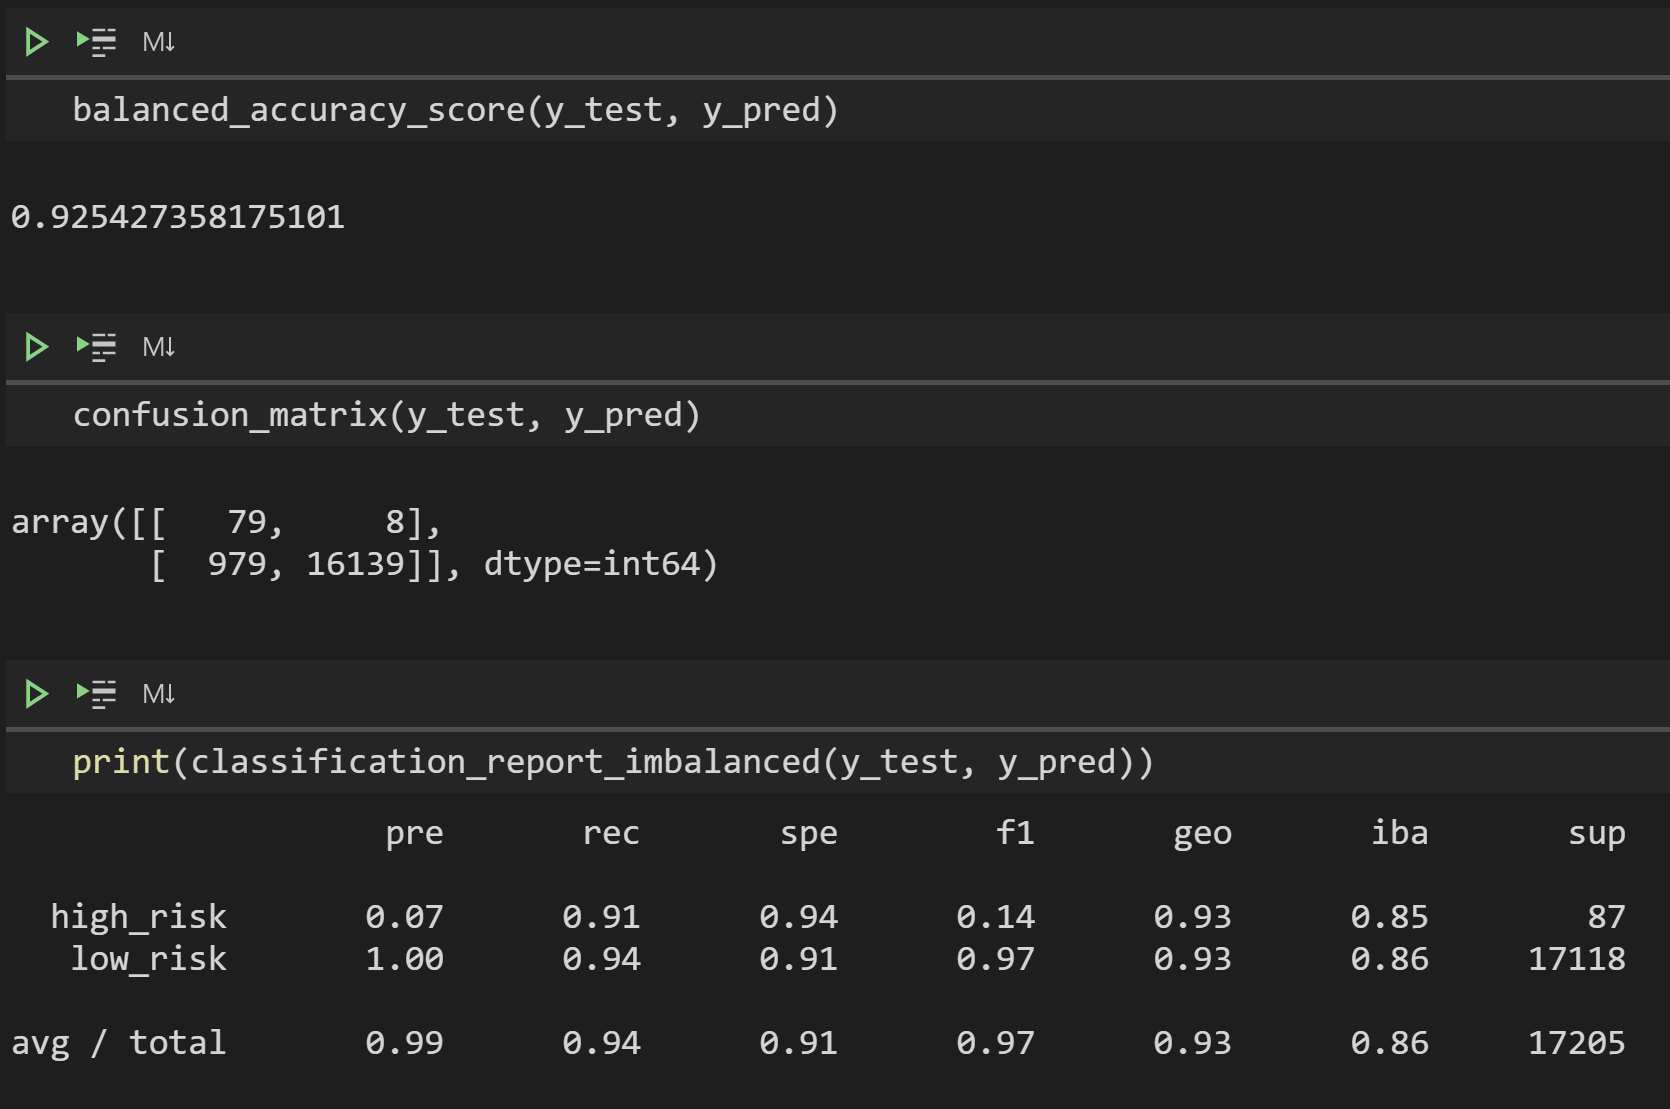 M↓
balanced_accuracy_score(y_test, y_pred)
0.925427358175101
M↓
confusion_matrix(y_test, y_pred)
array([[   79,     8],
       [  979, 16139]], dtype=int64)
M↓
print(classification_report_imbalanced(y_test, y_pred))
                   pre       rec       spe        f1       geo       iba       sup
  high_risk       0.07      0.91      0.94      0.14      0.93      0.85        87
   low_risk       1.00      0.94      0.91      0.97      0.93      0.86     17118
avg / total       0.99      0.94      0.91      0.97      0.93      0.86     17205